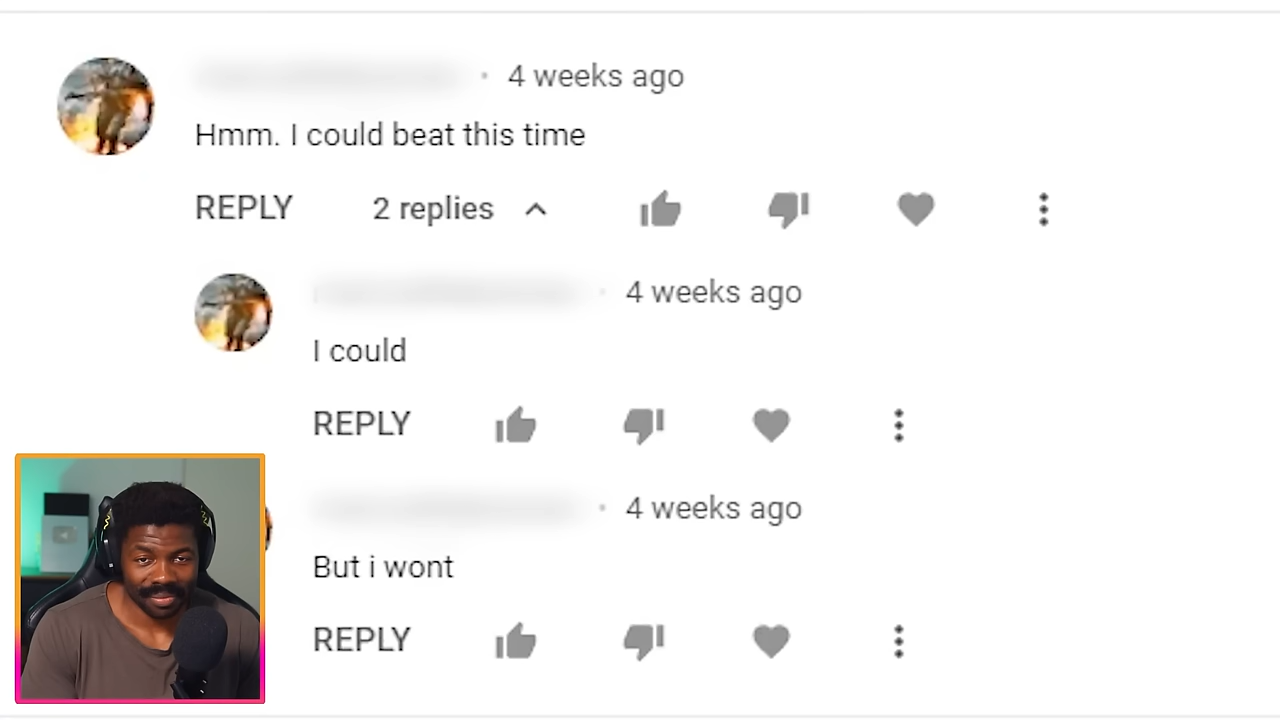 4 weeks ago
Hmm. I could beat this time
REPLY 2 replies
4 weeks ago
I could
REPLY
4 weeks ago
But i wont
REPLY